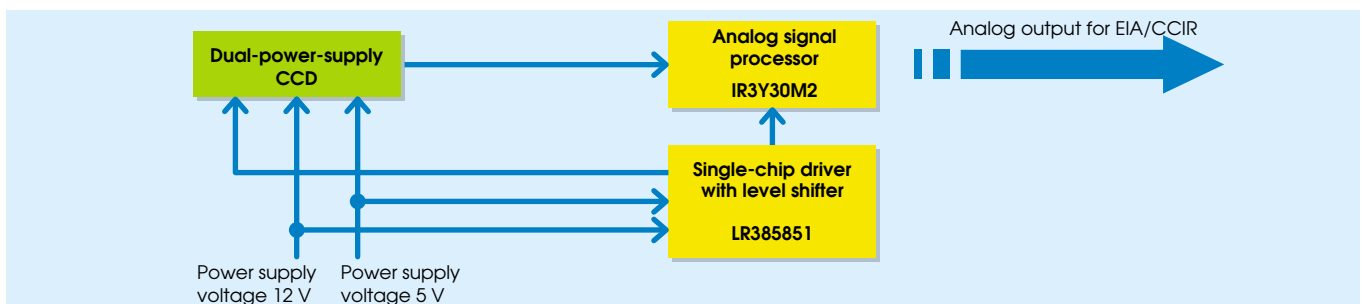 Dual-power-supply
CCD
Analog signal
processor
IR3Y30M2
Analog output for EIA/CCIR
Single-chip driver
with level shifter
LR385851
Power supply
voltage 12 V
Power supply
voltage 5 V